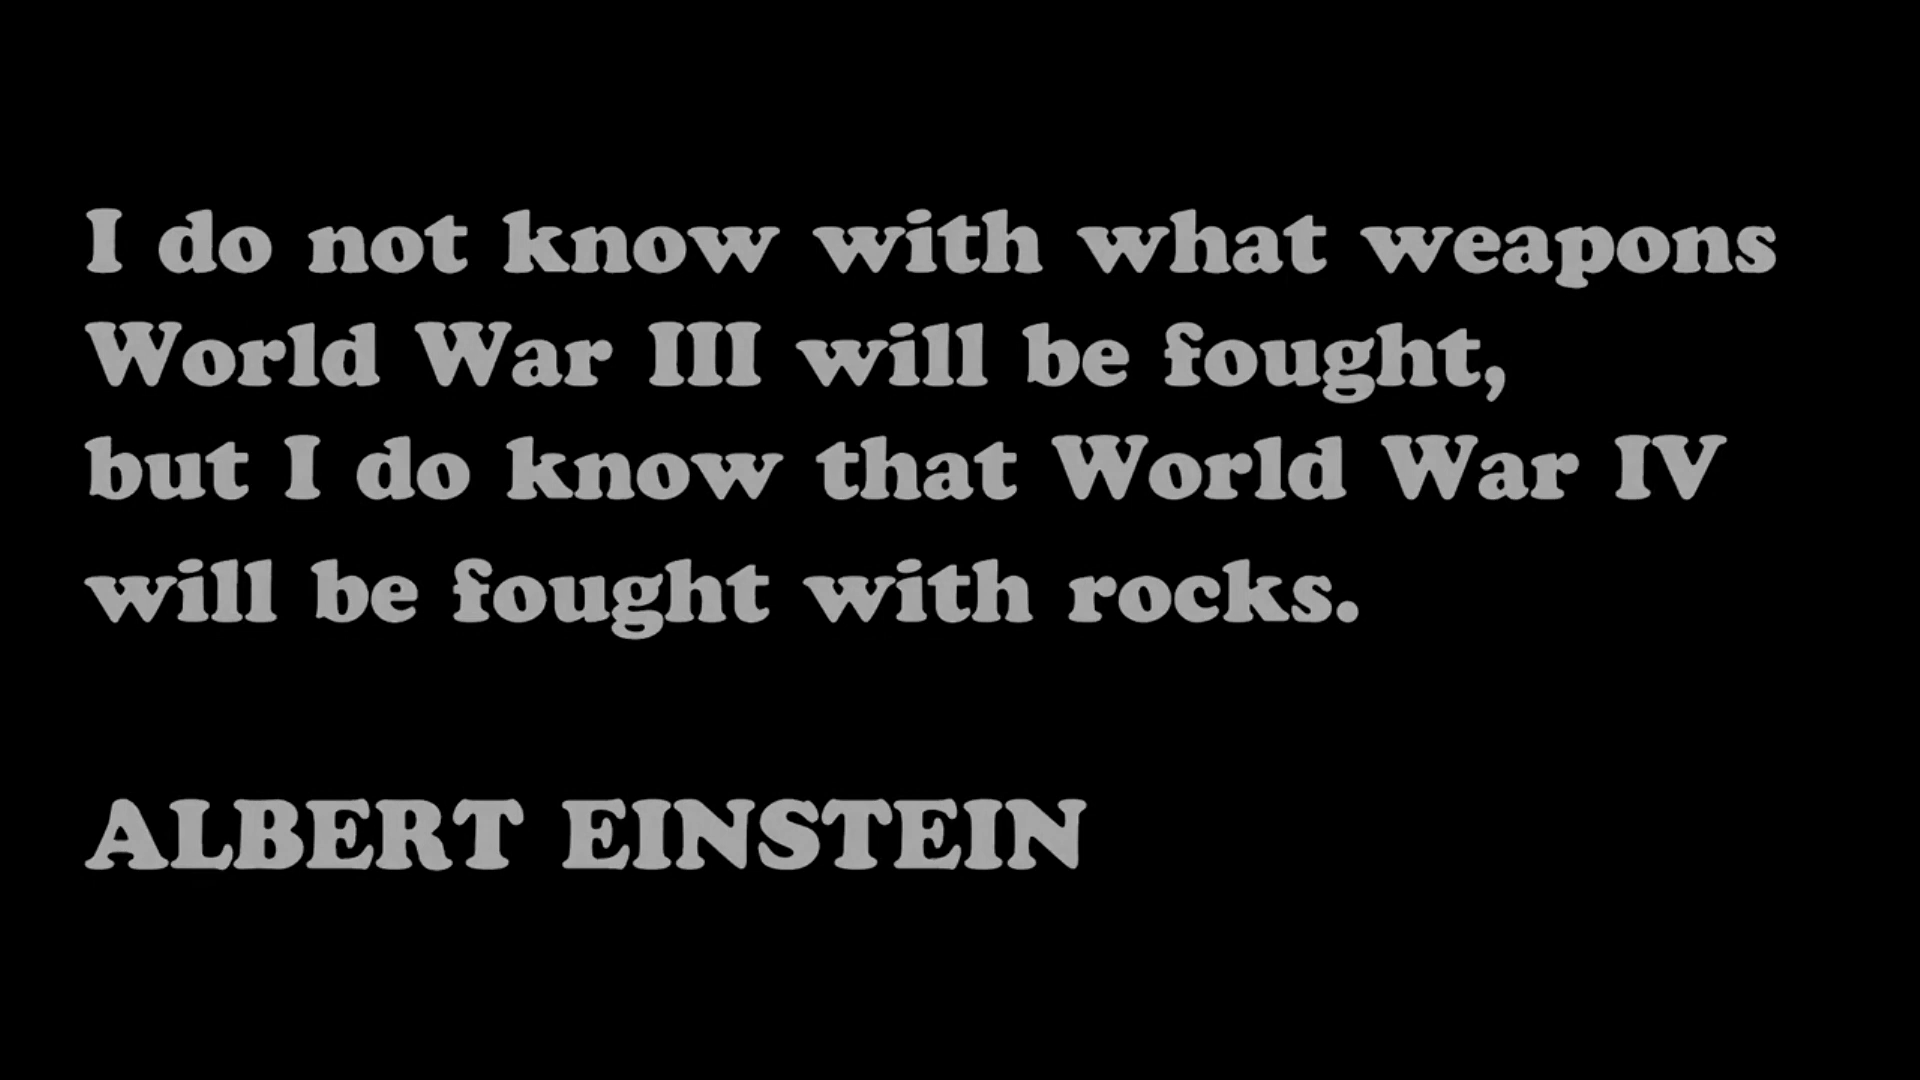 I do not know with what weapons
World War III will be fought,
but I do know that World War IV
will be fought with rocks.
ALBERT EINSTEIN